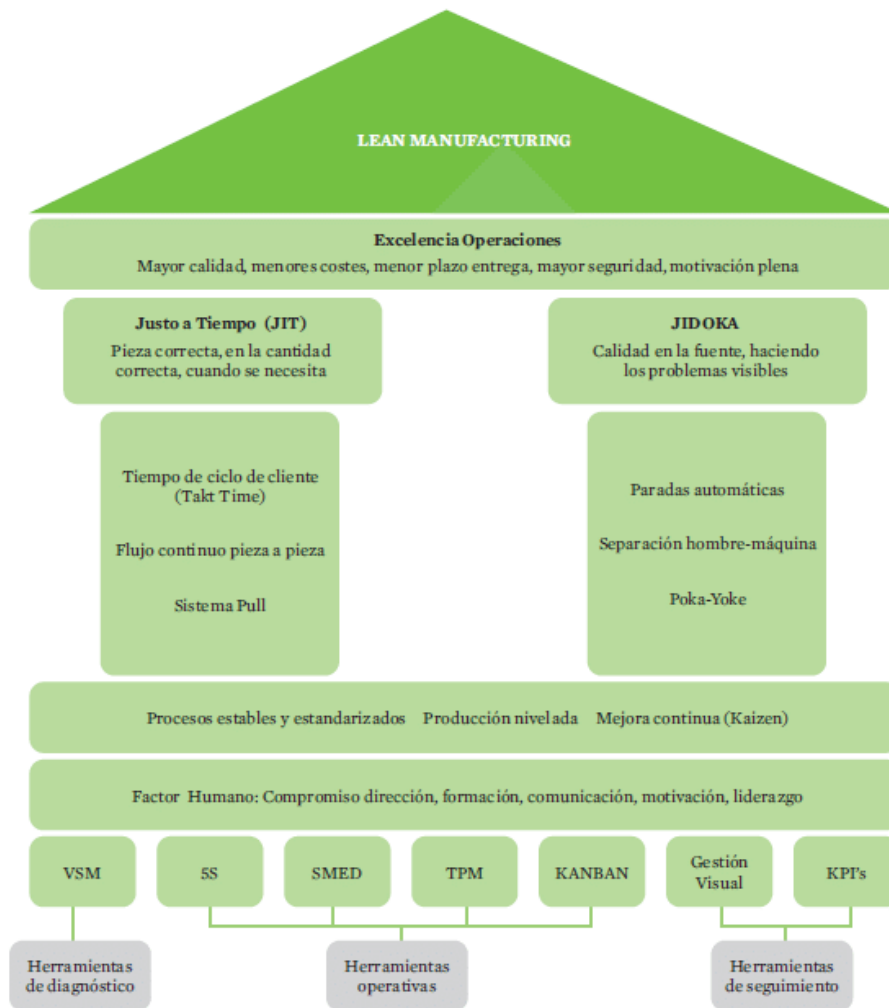 LEAN MANUFACTURING
Excelencia Operaciones
Mayor calidad, menores costes, menor plazo entrega, mayor seguridad, motivación plena
Justo a Tiempo (JIT)
Pieza correcta, en la cantidad
correcta, cuando se necesita
JIDOKA
Calidad en la fuente, haciendo
los problemas visibles
Tiempo de ciclo de cliente
(Takt Time)
Flujo continuo pieza a pieza
Sistema Pull
Paradas automáticas
Separación hombre-máquina
Poka-Yoke
Procesos estables y estandarizados Producción nivelada Mejora continua (Kaizen)
Factor Humano: Compromiso dirección, formación, comunicación, motivación, liderazgo
VSM
5S
SMED
TPM
KANBAN
Gestión
Visual
KPI's
Herramientas
de diagnóstico
Herramientas
operativas
Herramientas
de seguimiento